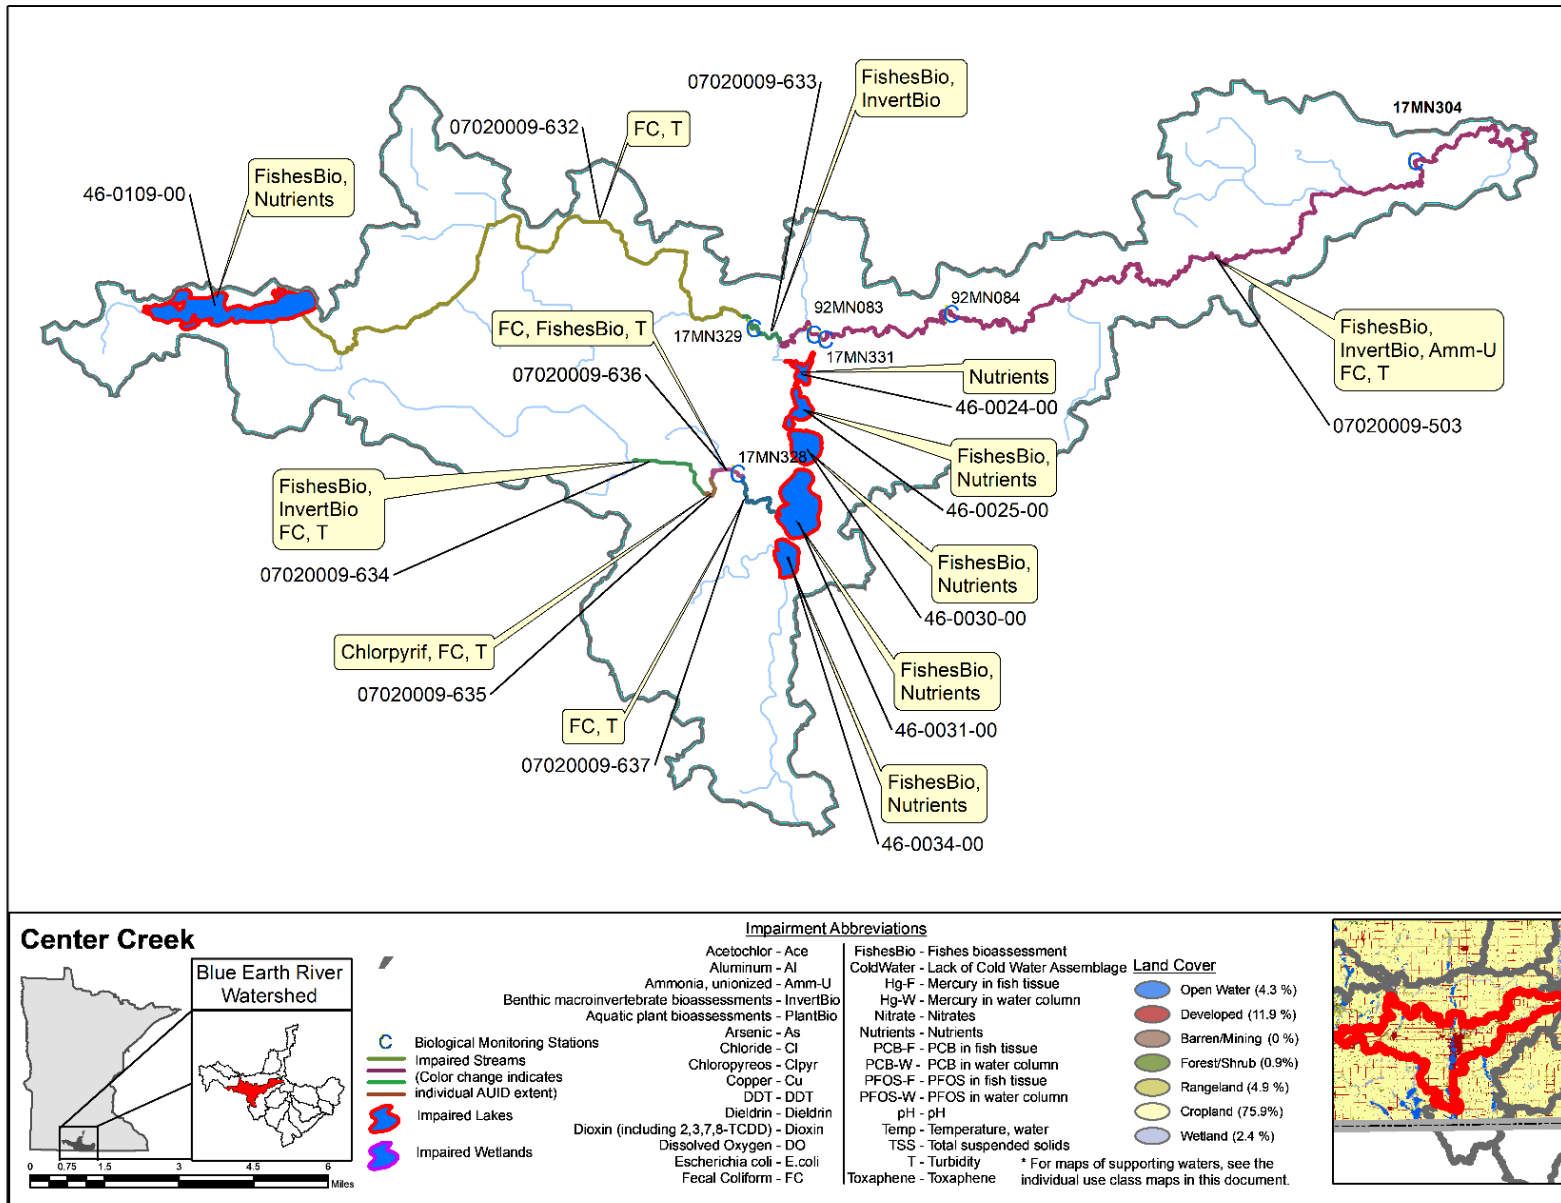 07020009-633
FishesBio,
InvertBio
17MN304
07020009-632
FC, T
46-0109-00
FishesBio,
Nutrients
92MN083
92MN084
FC, FishesBio, T
17MN329
17MN331
FishesBio,
InvertBio, Amm-U
FC, T
07020009-636
Nutrients
46-0024-00
07020009-503
17MN328
FishesBio,
Nutrients
46-0025-00
FishesBio,
InvertBio
FC, T
07020009-634
FishesBio,
Nutrients
46-0030-00
Chlorpyrif, FC, T
07020009-635
FishesBio,
Nutrients
46-0031-00
FC, T
07020009-637
FishesBio,
Nutrients
46-0034-00
Center Creek
Blue Earth River
Watershed
0 0.75 1.5 3 4.5 6
Miles
C Biological Monitoring Stations
Impaired Streams
(Color change indicates
individual AUID extent)
Impaired Lakes
Impaired Wetlands
Impairment Abbreviations
Acetochlor - Ace
Aluminum - Al
Ammonia, unionized - Amm-U
Benthic macroinvertebrate bioassessments - InvertBio
Aquatic plant bioassessments - PlantBio
Arsenic - As
Chloride - Cl
Chloropyreos - Clpyr
Copper - Cu
DDT - DDT
Dieldrin - Dieldrin
Dioxin (including 2,3,7,8-TCDD) - Dioxin
Dissolved Oxygen - DO
Escherichia coli - E.coli
Fecal Coliform - FC
FishesBio - Fishes bioassessment
ColdWater - Lack of Cold Water Assemblage
Hg-F - Mercury in fish tissue
Hg-W - Mercury in water column
Nitrate - Nitrates
Nutrients - Nutrients
PCB-F - PCB in fish tissue
PCB-W - PCB in water column
PFOS-F - PFOS in fish tissue
PFOS-W - PFOS in water column
pH - pH
Temp - Temperature, water
TSS - Total suspended solids
T - Turbidity
Toxaphene - Toxaphene
Land Cover
Open Water (4.3 %)
Developed (11.9 %)
Barren/Mining (0 %)
Forest/Shrub (0.9%)
Rangeland (4.9 %)
Cropland (75.9%)
Wetland (2.4 %)
* For maps of supporting waters, see the
individual use class maps in this document.